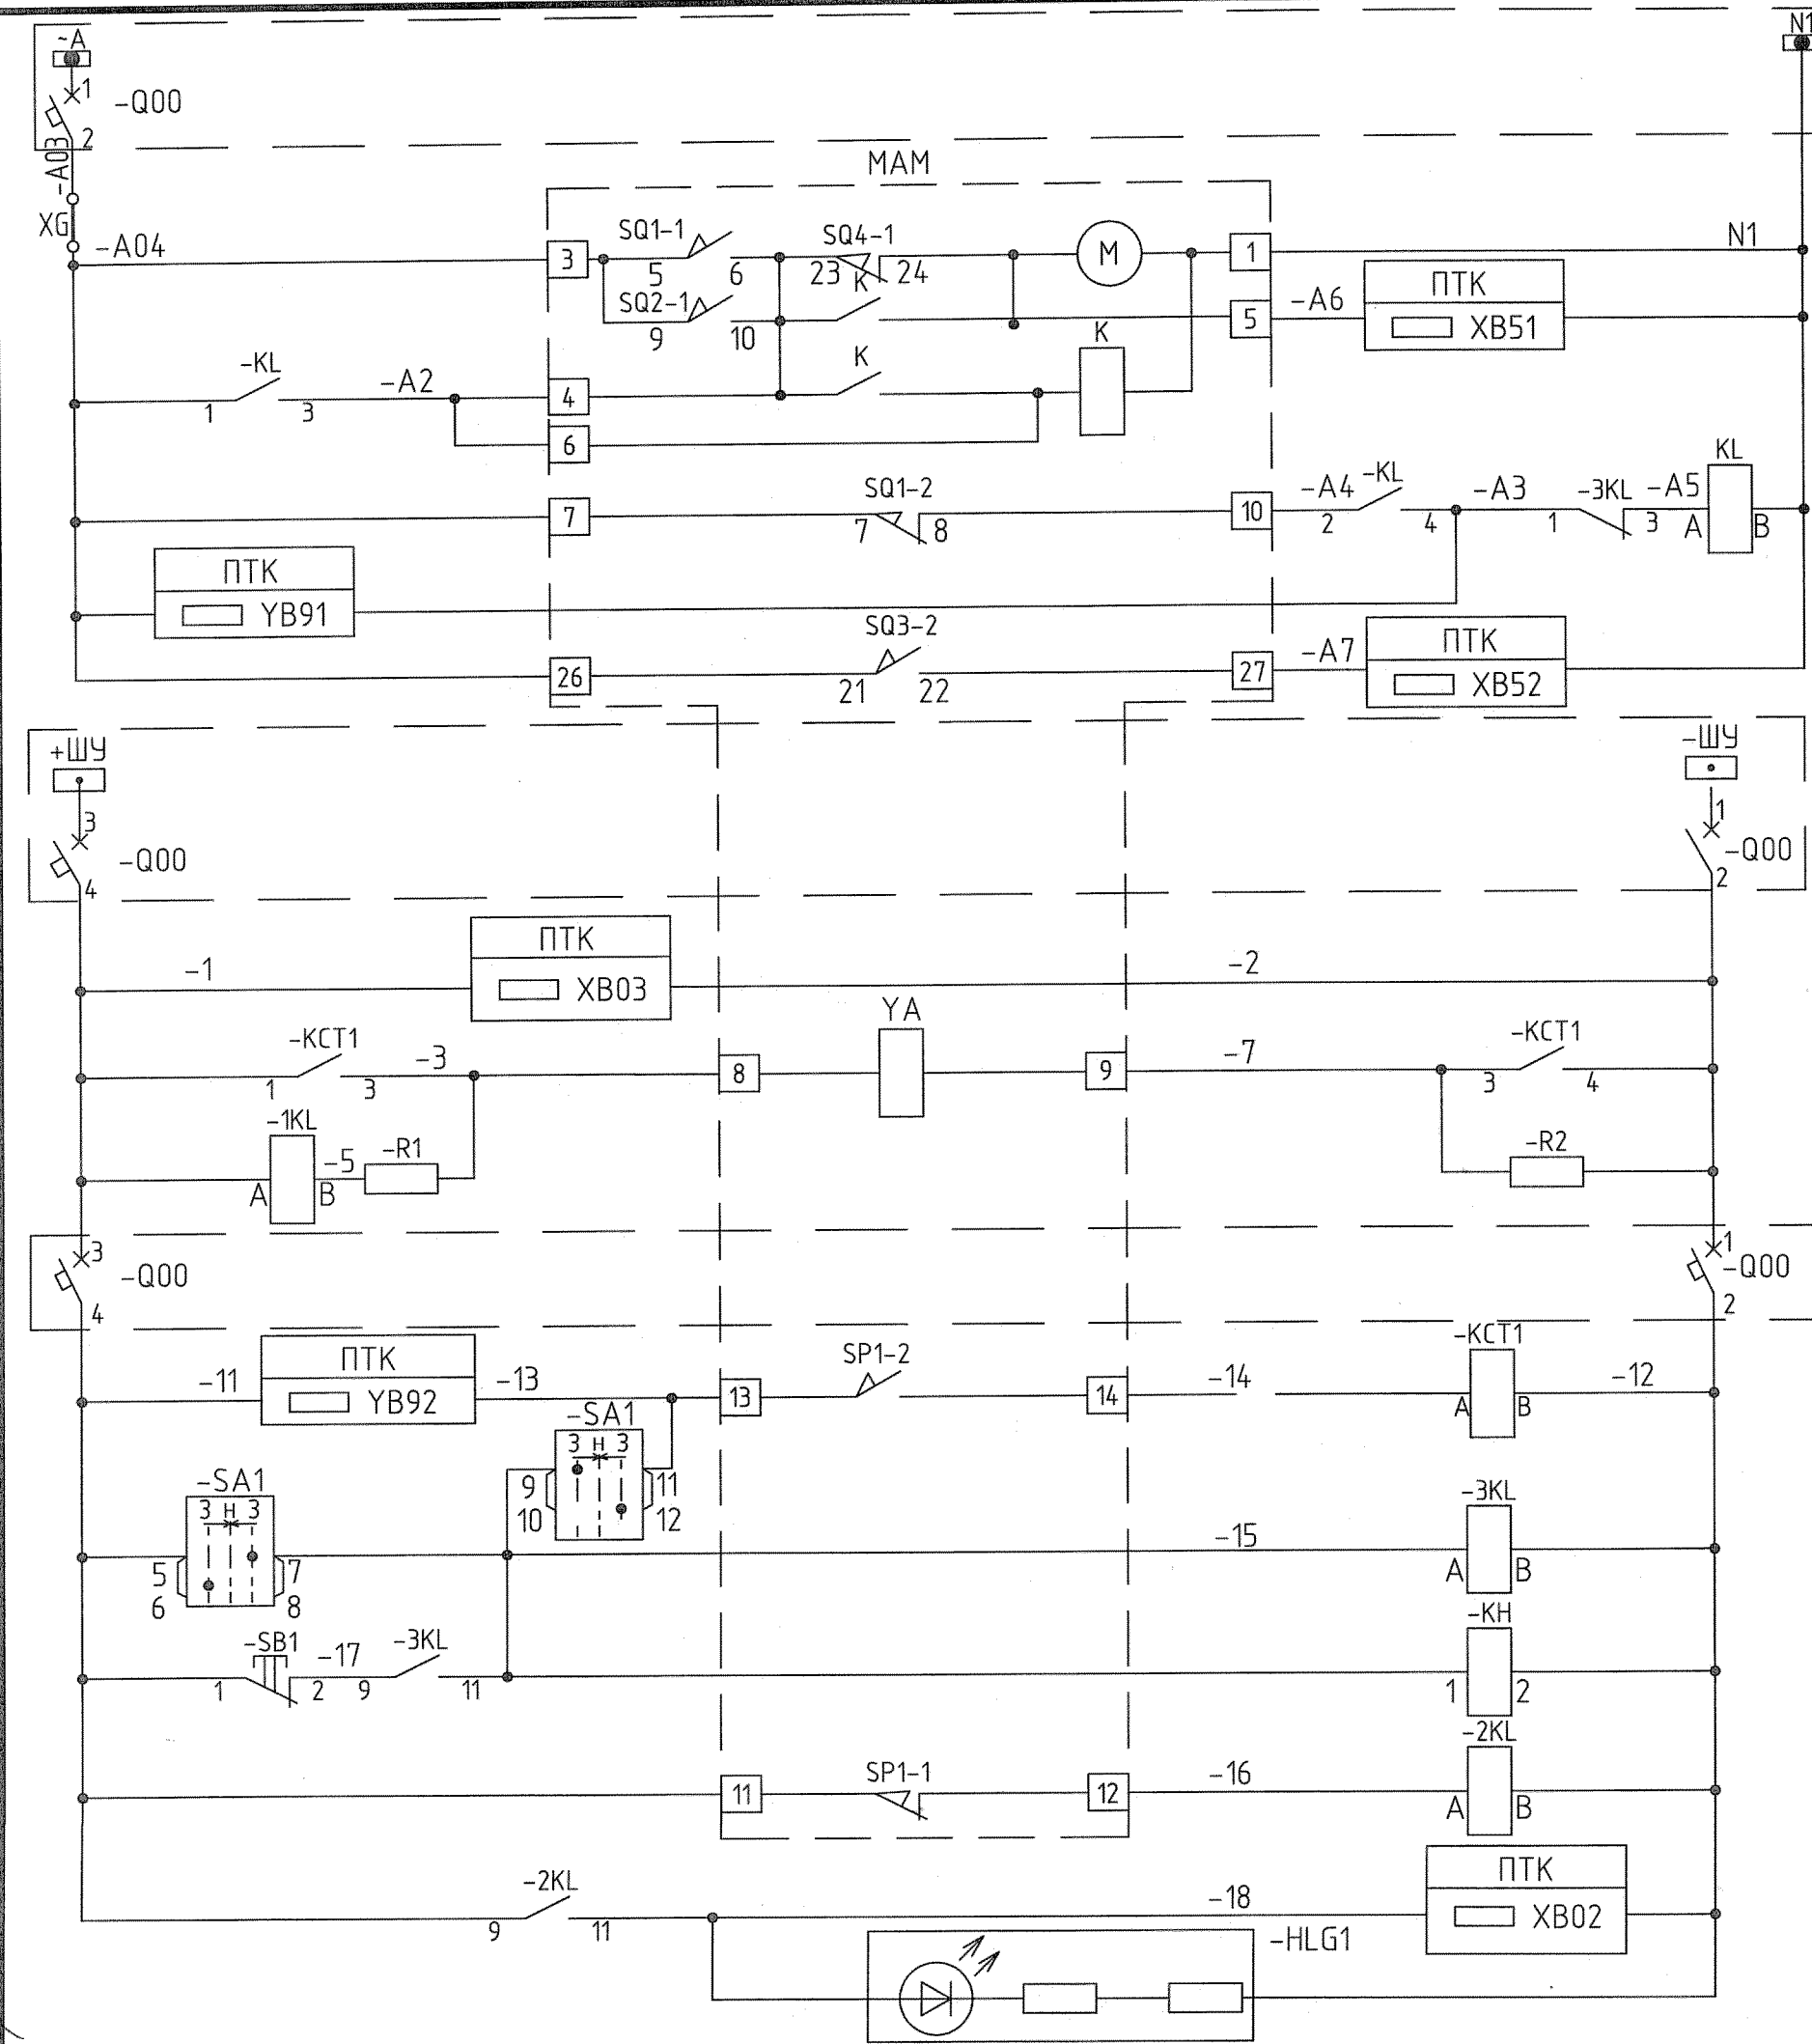 ~A
N1
1
-Q00
2
-A03
XG
-A04
MAM
3
SQ1-1
5
6
SQ4-1
23
24
M
1
N1
SQ2-1
9
10
K
5
-A6
ПТК
XB51
-KL
1
3
-A2
4
K
K
6
7
SQ1-2
7
8
10
-A4
-KL
2
4
-A3
-3KL
1
3
-A5
KL
A
B
ПТК
YB91
26
SQ3-2
21
22
27
-A7
ПТК
XB52
+ШУ
-ШУ
3
-Q00
4
1
-Q00
2
-1
ПТК
XB03
-2
-KCT1
1
3
-3
8
YA
9
-7
-KCT1
3
4
-1KL
A
B
-5
-R1
-R2
3
-Q00
4
1
-Q00
2
-11
ПТК
YB92
-13
13
SP1-2
14
-14
-KCT1
A
B
-12
-SA1
3 H 3
9
10
11
12
-SA1
3 H 3
5
6
7
8
-15
-3KL
A
B
-SB1
1
2
-17
9
-3KL
11
-KH
1
2
11
SP1-1
12
-16
-2KL
A
B
-2KL
9
11
-18
ПТК
XB02
-HLG1